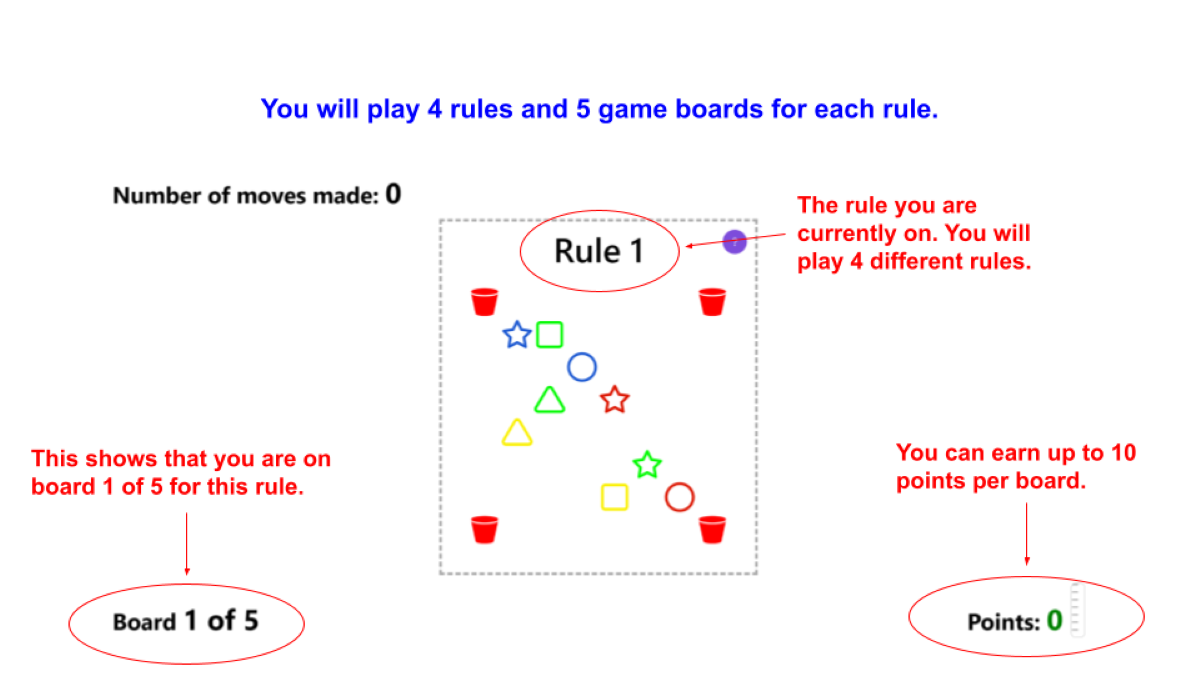 You will play 4 rules and 5 game boards for each rule.
Number of moves made: 0
Rule 1
The rule you are
currently on. You will
play 4 different rules.
This shows that you are on
board 1 of 5 for this rule.
You can earn up to 10
points per board.
Board 1 of 5
Points: 0